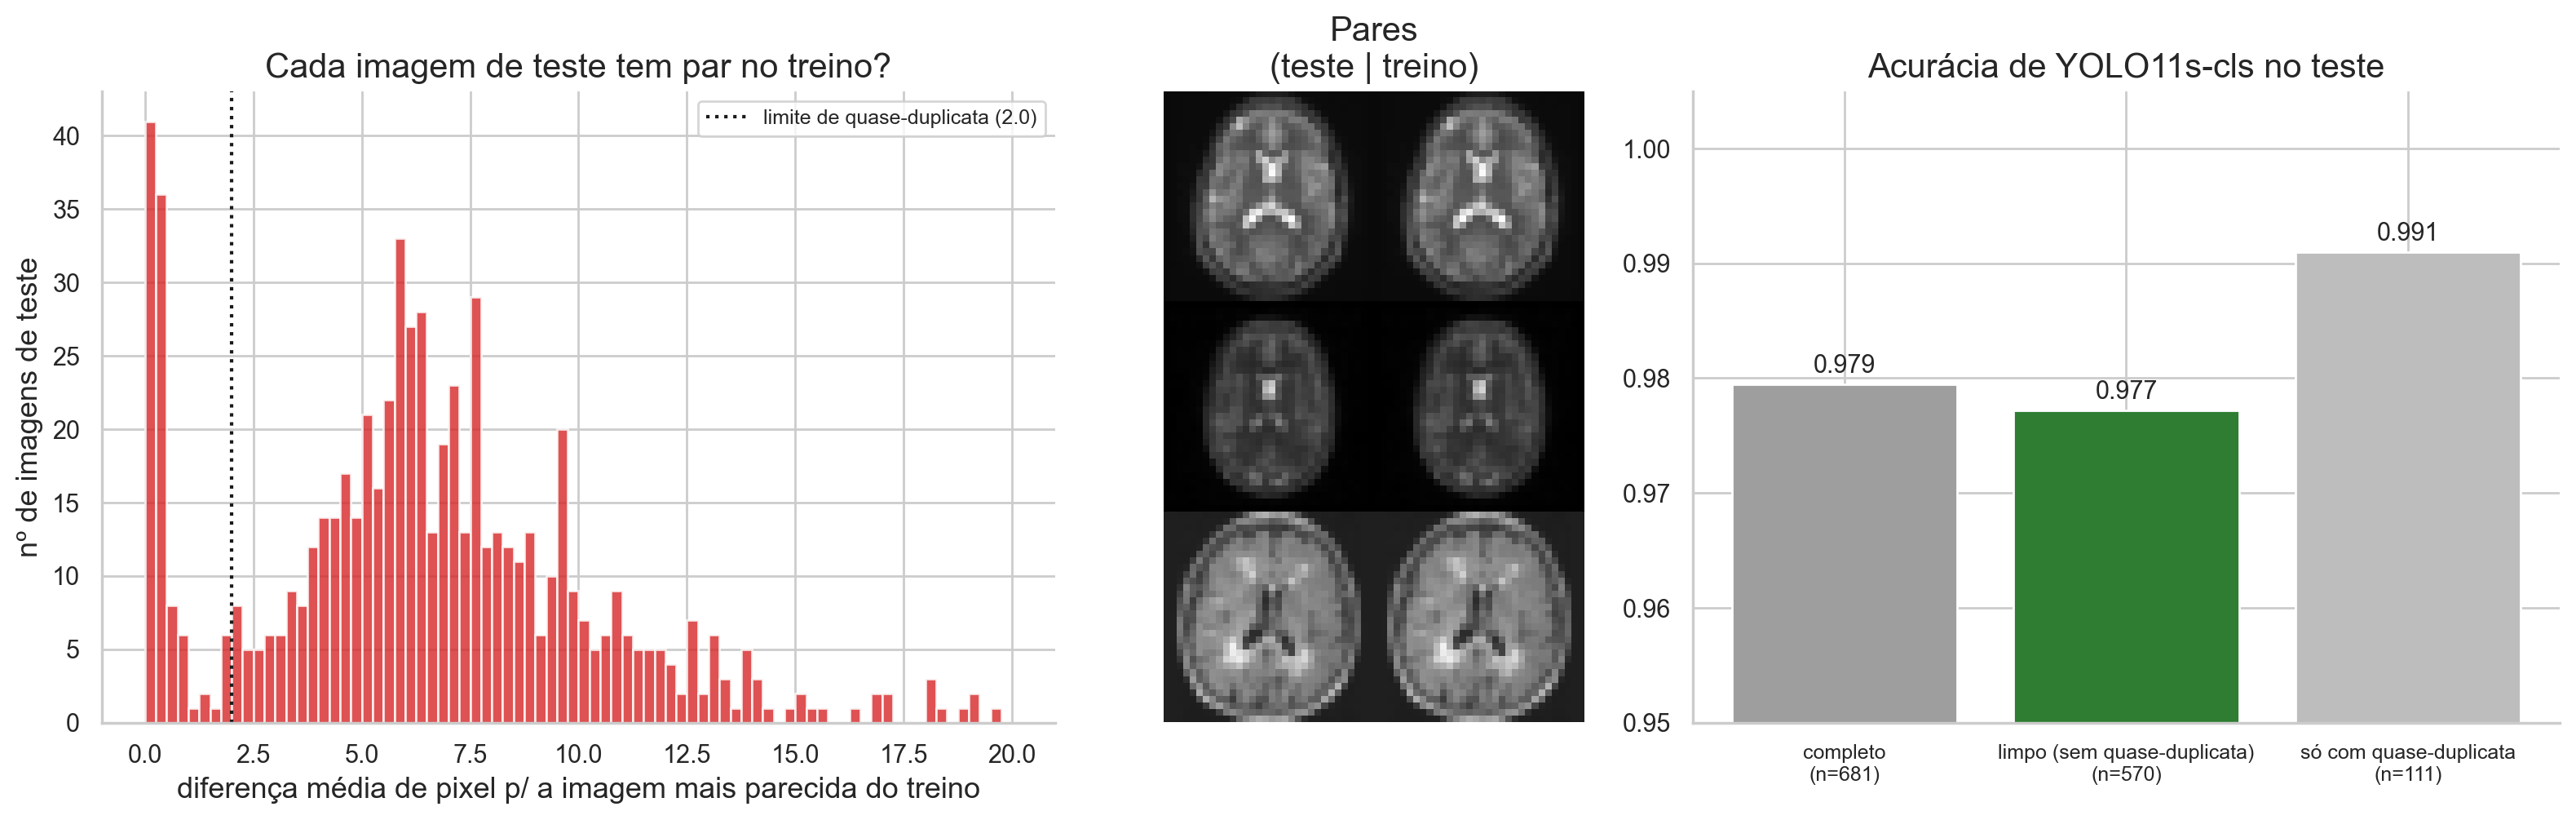 Cada imagem de teste tem par no treino?
nº de imagens de teste
40
35
30
25
20
15
10
5
0
limite de quase-duplicata (2.0)
0.0 2.5 5.0 7.5 10.0 12.5 15.0 17.5 20.0
diferença média de pixel p/ a imagem mais parecida do treino
Pares
(teste | treino)
Acurácia de YOLO11s-cls no teste
1.00
0.99
0.98
0.97
0.96
0.95
0.979
0.977
0.991
completo
(n=681)
limpo (sem quase-duplicata)
(n=570)
só com quase-duplicata
(n=111)